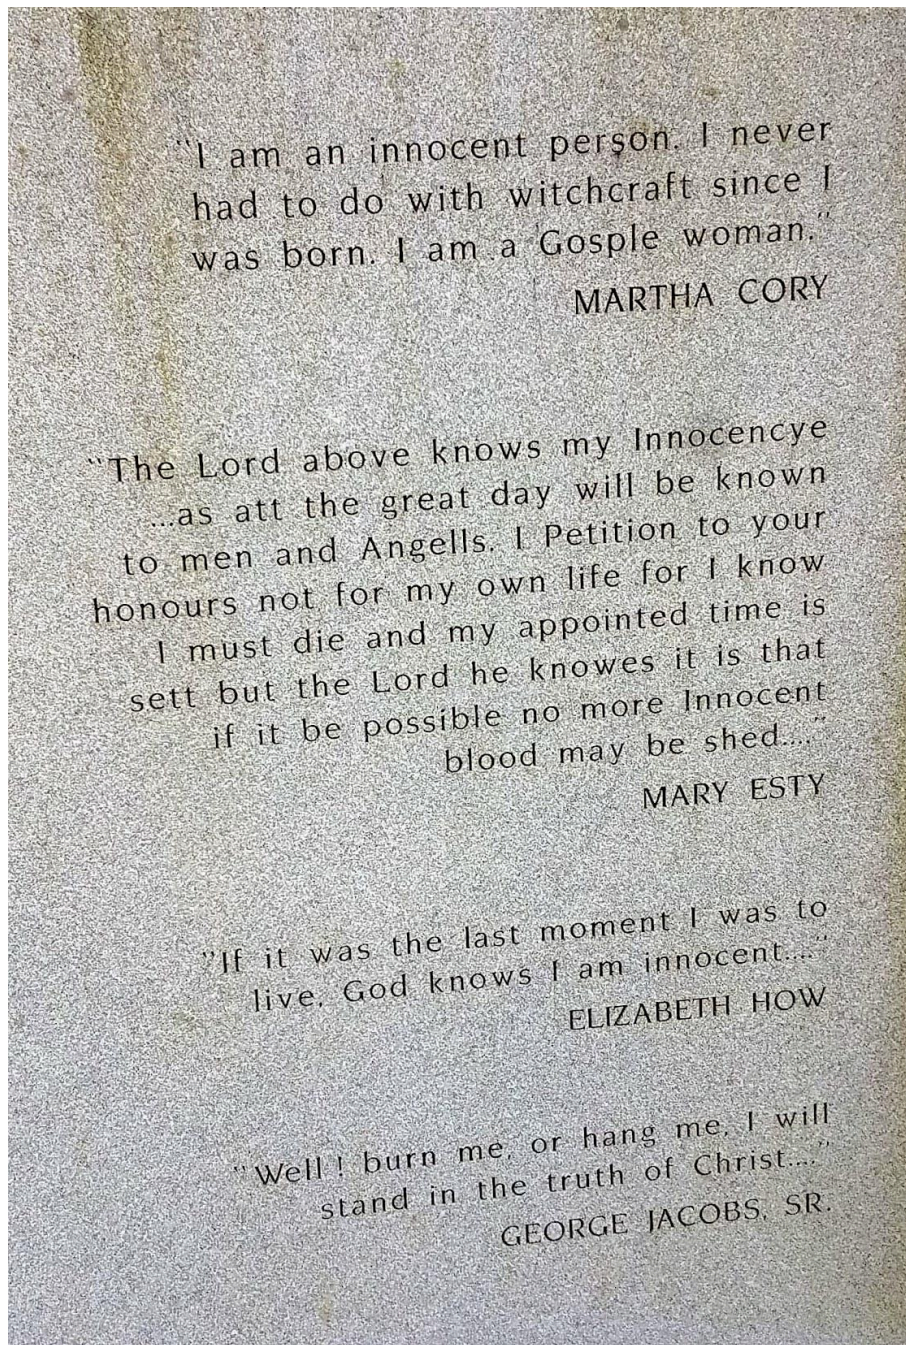 "I am an innocent person. I never
had to do with witchcraft since I
was born. I am a Gosple woman."
MARTHA CORY
"The Lord above knows my Innocencye
...as att the great day will be known
to men and Angells. I Petition to your
honours not for my own life for I know
I must die and my appointed time is
sett but the Lord he knowes it is that
if it be possible no more Innocent
blood may be shed...."
MARY ESTY
"If it was the last moment I was to
live, God knows I am innocent...."
ELIZABETH HOW
"Well! burn me, or hang me, I will
stand in the truth of Christ...."
GEORGE JACOBS, SR.